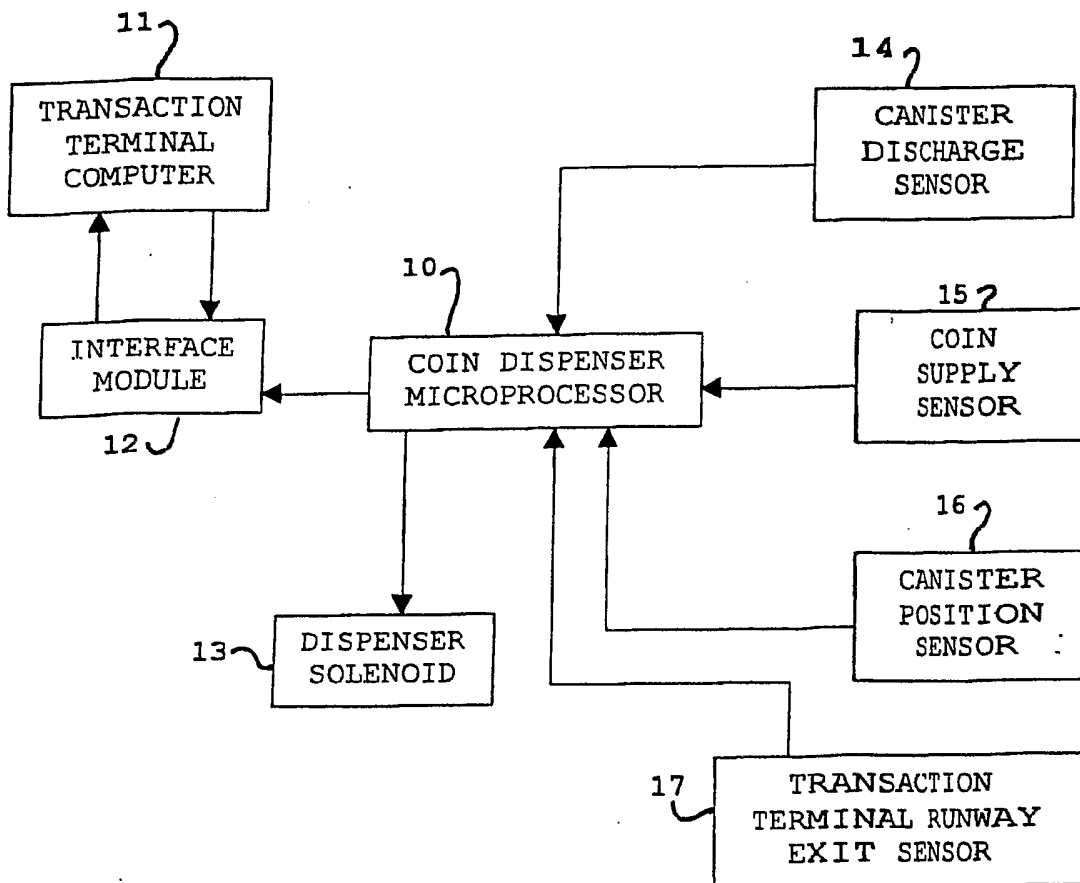 11
TRANSACTION
TERMINAL
COMPUTER
14
CANISTER
DISCHARGE
SENSOR
10
INTERFACE
MODULE
12
COIN DISPENSER
MICROPROCESSOR
15
COIN
SUPPLY
SENSOR
16
CANISTER
POSITION
SENSOR
13
DISPENSER
SOLENOID
17
TRANSACTION
TERMINAL RUNWAY
EXIT SENSOR